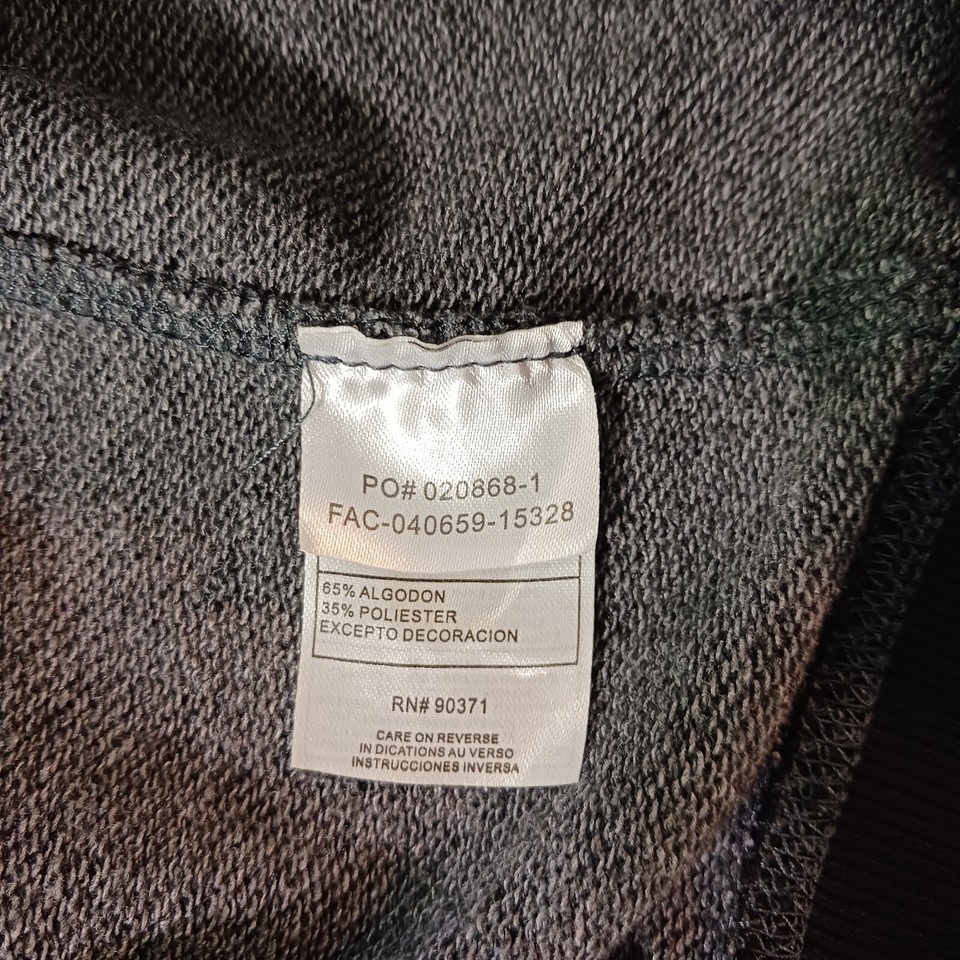 PO# 020868-1
FAC-040659-15328
65% ALGODON
35% POLIESTER
EXCEPTO DECORACION
RN# 90371
CARE ON REVERSE
IN DICATIONS AU VERSO
INSTRUCCIONES INVERSA